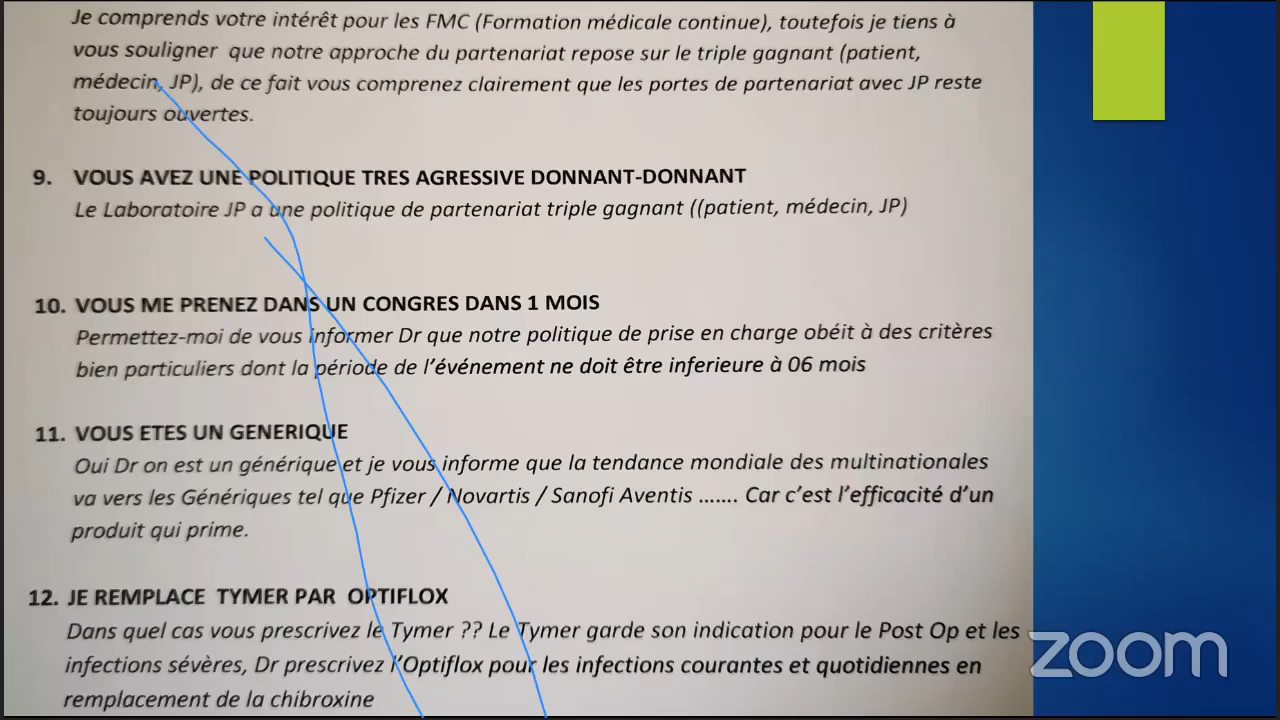 Je comprends votre intérêt pour les FMC (Formation médicale continue), toutefois je tiens à
vous souligner que notre approche du partenariat repose sur le triple gagnant (patient,
médecin, JP), de ce fait vous comprenez clairement que les portes de partenariat avec JP reste
toujours ouvertes.
9. VOUS AVEZ UNE POLITIQUE TRES AGRESSIVE DONNANT-DONNANT
Le Laboratoire JP a une politique de partenariat triple gagnant ((patient, médecin, JP)
10. VOUS ME PRENEZ DANS UN CONGRES DANS 1 MOIS
Permettez-moi de vous informer Dr que notre politique de prise en charge obéit à des critères
bien particuliers dont la période de l’événement ne doit être inferieure à 06 mois
11. VOUS ETES UN GENERIQUE
Oui Dr on est un générique et je vous informe que la tendance mondiale des multinationales
va vers les Génériques tel que Pfizer / Novartis / Sanofi Aventis ……. Car c’est l’efficacité d’un
produit qui prime.
12. JE REMPLACE TYMER PAR OPTIFLOX
Dans quel cas vous prescrivez le Tymer ?? Le Tymer garde son indication pour le Post Op et les
infections sévères, Dr prescrivez l’Optiflox pour les infections courantes et quotidiennes en
remplacement de la chibroxine
zoom